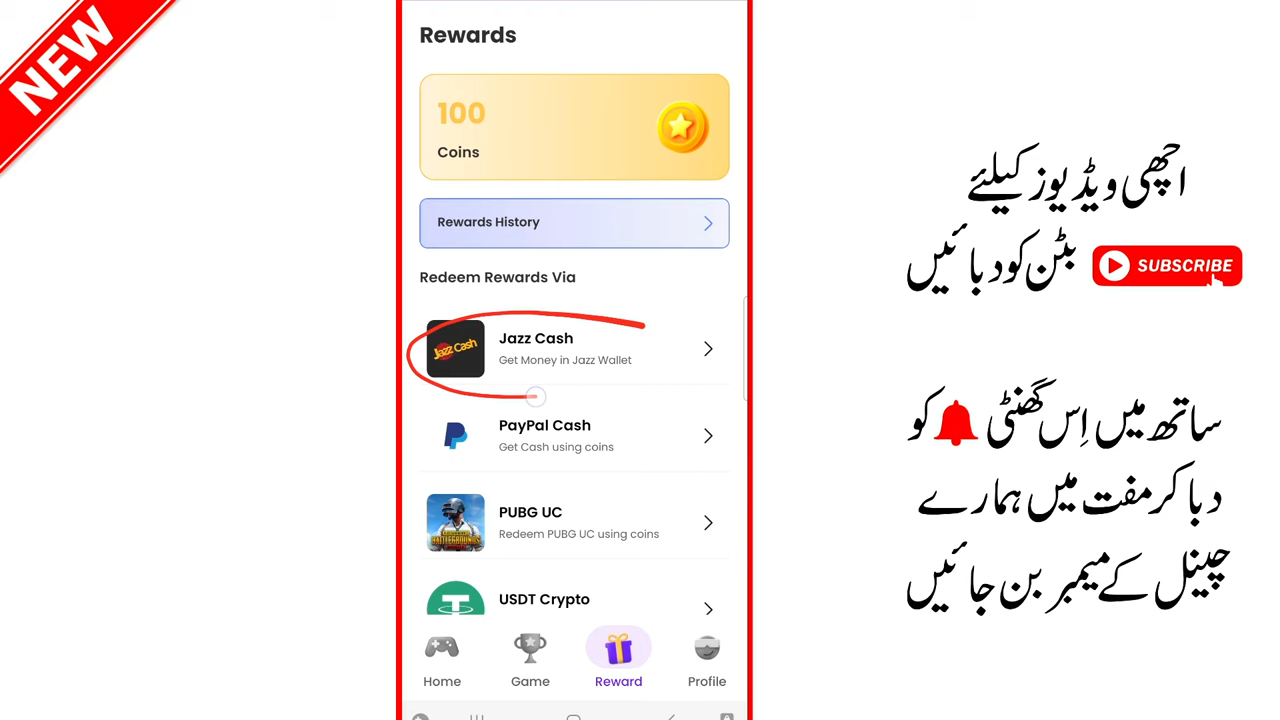 NEW
Rewards
100
Coins
Rewards History
Redeem Rewards Via
Jazz Cash
Jazz Cash
Get Money in Jazz Wallet
PayPal Cash
Get Cash using coins
PUBG UC
Redeem PUBG UC using coins
USDT Crypto
Home
Game
Reward
Profile
اچھی ویڈیوز کیلئے
بٹن کو دبائیں SUBSCRIBE
ساتھ میں اِس گھنٹی کو
دبا کر مفت میں ہمارے
چینل کے میمبر بن جائیں